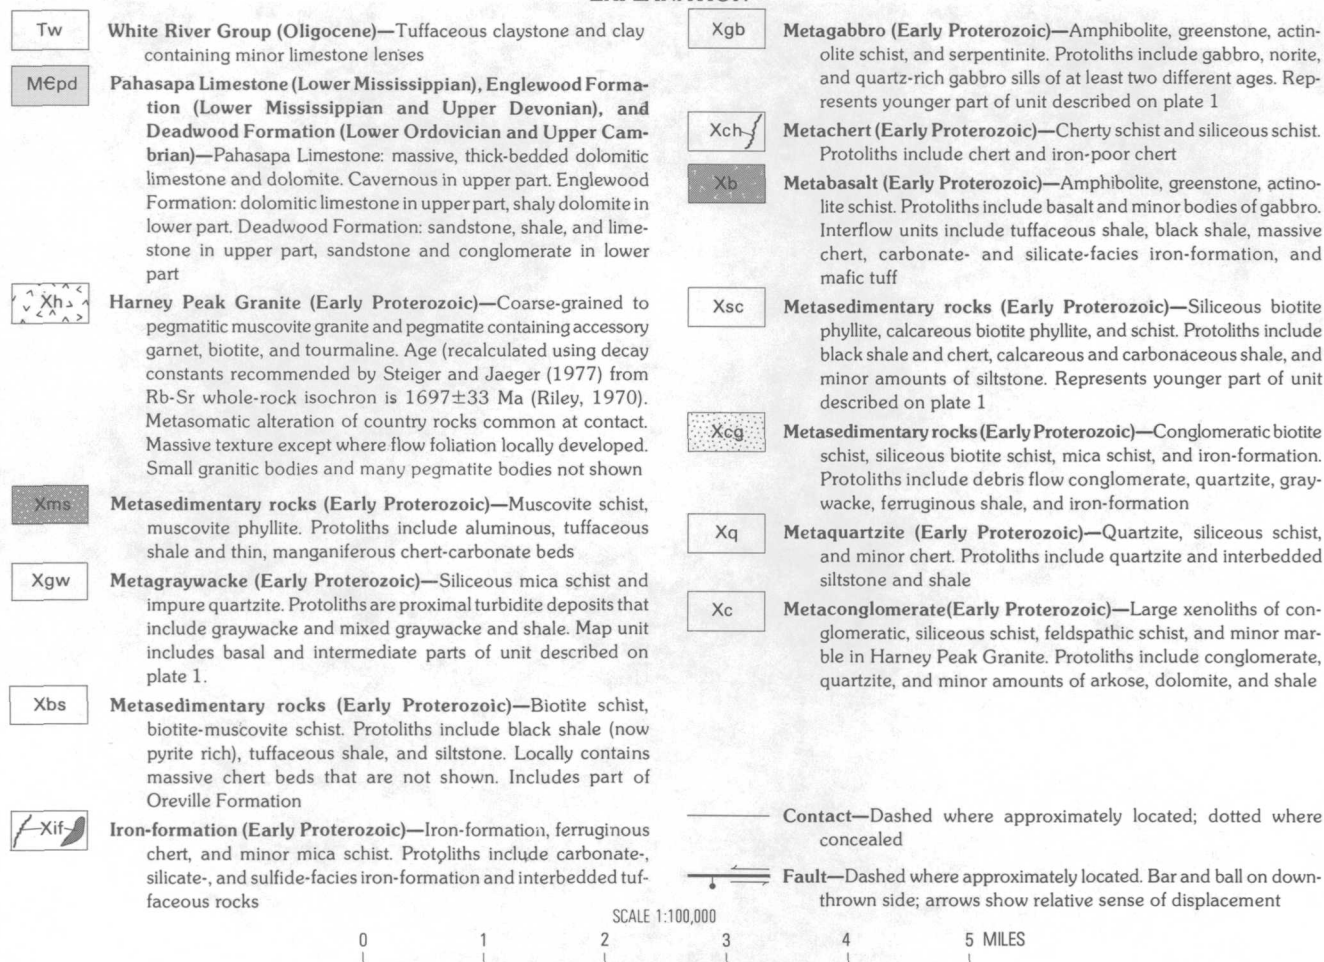 Tw
White River Group (Oligocene)—Tuffaceous claystone and clay
containing minor limestone lenses
MЄpd
Pahasapa Limestone (Lower Mississippian), Englewood Forma-
tion (Lower Mississippian and Upper Devonian), and
Deadwood Formation (Lower Ordovician and Upper Cam-
brian)—Pahasapa Limestone: massive, thick-bedded dolomitic
limestone and dolomite. Cavernous in upper part. Englewood
Formation: dolomitic limestone in upper part, shaly dolomite in
lower part. Deadwood Formation: sandstone, shale, and lime-
stone in upper part, sandstone and conglomerate in lower
part
Xh
Harney Peak Granite (Early Proterozoic)—Coarse-grained to
pegmatitic muscovite granite and pegmatite containing accessory
garnet, biotite, and tourmaline. Age (recalculated using decay
constants recommended by Steiger and Jaeger (1977) from
Rb-Sr whole-rock isochron is 1697±33 Ma (Riley, 1970).
Metasomatic alteration of country rocks common at contact.
Massive texture except where flow foliation locally developed.
Small granitic bodies and many pegmatite bodies not shown
Xms
Metasedimentary rocks (Early Proterozoic)—Muscovite schist,
muscovite phyllite. Protoliths include aluminous, tuffaceous
shale and thin, manganiferous chert-carbonate beds
Xgw
Metagraywacke (Early Proterozoic)—Siliceous mica schist and
impure quartzite. Protoliths are proximal turbidite deposits that
include graywacke and mixed graywacke and shale. Map unit
includes basal and intermediate parts of unit described on
plate 1.
Xbs
Metasedimentary rocks (Early Proterozoic)—Biotite schist,
biotite-muscovite schist. Protoliths include black shale (now
pyrite rich), tuffaceous shale, and siltstone. Locally contains
massive chert beds that are not shown. Includes part of
Oreville Formation
Xif
Iron-formation (Early Proterozoic)—Iron-formation, ferruginous
chert, and minor mica schist. Protoliths include carbonate-,
silicate-, and sulfide-facies iron-formation and interbedded tuf-
faceous rocks
Xgb
Metagabbro (Early Proterozoic)—Amphibolite, greenstone, actin-
olite schist, and serpentinite. Protoliths include gabbro, norite,
and quartz-rich gabbro sills of at least two different ages. Rep-
resents younger part of unit described on plate 1
Xch
Metachert (Early Proterozoic)—Cherty schist and siliceous schist.
Protoliths include chert and iron-poor chert
Xb
Metabasalt (Early Proterozoic)—Amphibolite, greenstone, actino-
lite schist. Protoliths include basalt and minor bodies of gabbro.
Interflow units include tuffaceous shale, black shale, massive
chert, carbonate- and silicate-facies iron-formation, and
mafic tuff
Xsc
Metasedimentary rocks (Early Proterozoic)—Siliceous biotite
phyllite, calcareous biotite phyllite, and schist. Protoliths include
black shale and chert, calcareous and carbonaceous shale, and
minor amounts of siltstone. Represents younger part of unit
described on plate 1
Xcg
Metasedimentary rocks (Early Proterozoic)—Conglomeratic biotite
schist, siliceous biotite schist, mica schist, and iron-formation.
Protoliths include debris flow conglomerate, quartzite, gray-
wacke, ferruginous shale, and iron-formation
Xq
Metaquartzite (Early Proterozoic)—Quartzite, siliceous schist,
and minor chert. Protoliths include quartzite and interbedded
siltstone and shale
Xc
Metaconglomerate(Early Proterozoic)—Large xenoliths of con-
glomeratic, siliceous schist, feldspathic schist, and minor mar-
ble in Harney Peak Granite. Protoliths include conglomerate,
quartzite, and minor amounts of arkose, dolomite, and shale
Contact—Dashed where approximately located; dotted where
concealed
Fault—Dashed where approximately located. Bar and ball on down-
thrown side; arrows show relative sense of displacement
SCALE 1:100,000
0 1 2 3 4 5 MILES